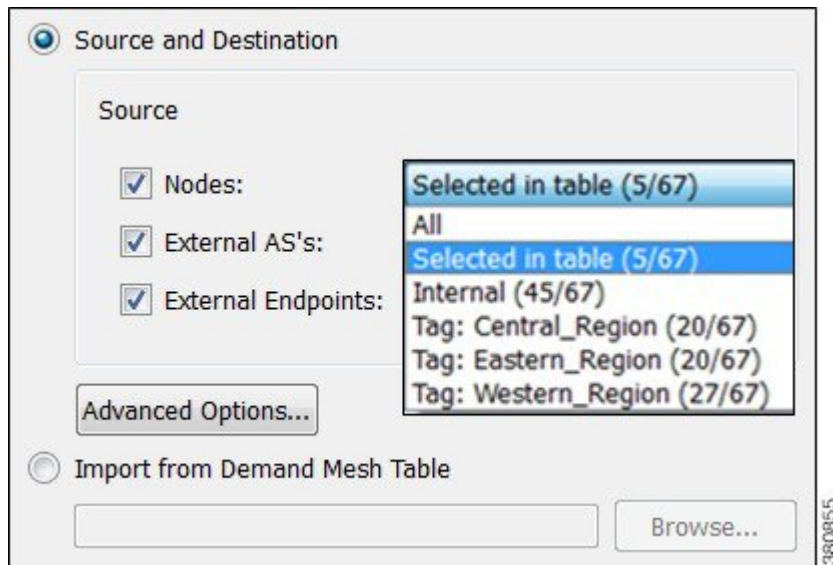 Source and Destination
Source
Nodes:
Selected in table (5/67)
All
External AS's:
Selected in table (5/67)
Internal (45/67)
External Endpoints:
Tag: Central_Region (20/67)
Tag: Eastern_Region (20/67)
Tag: Western_Region (27/67)
Advanced Options...
Import from Demand Mesh Table
Browse...
380855